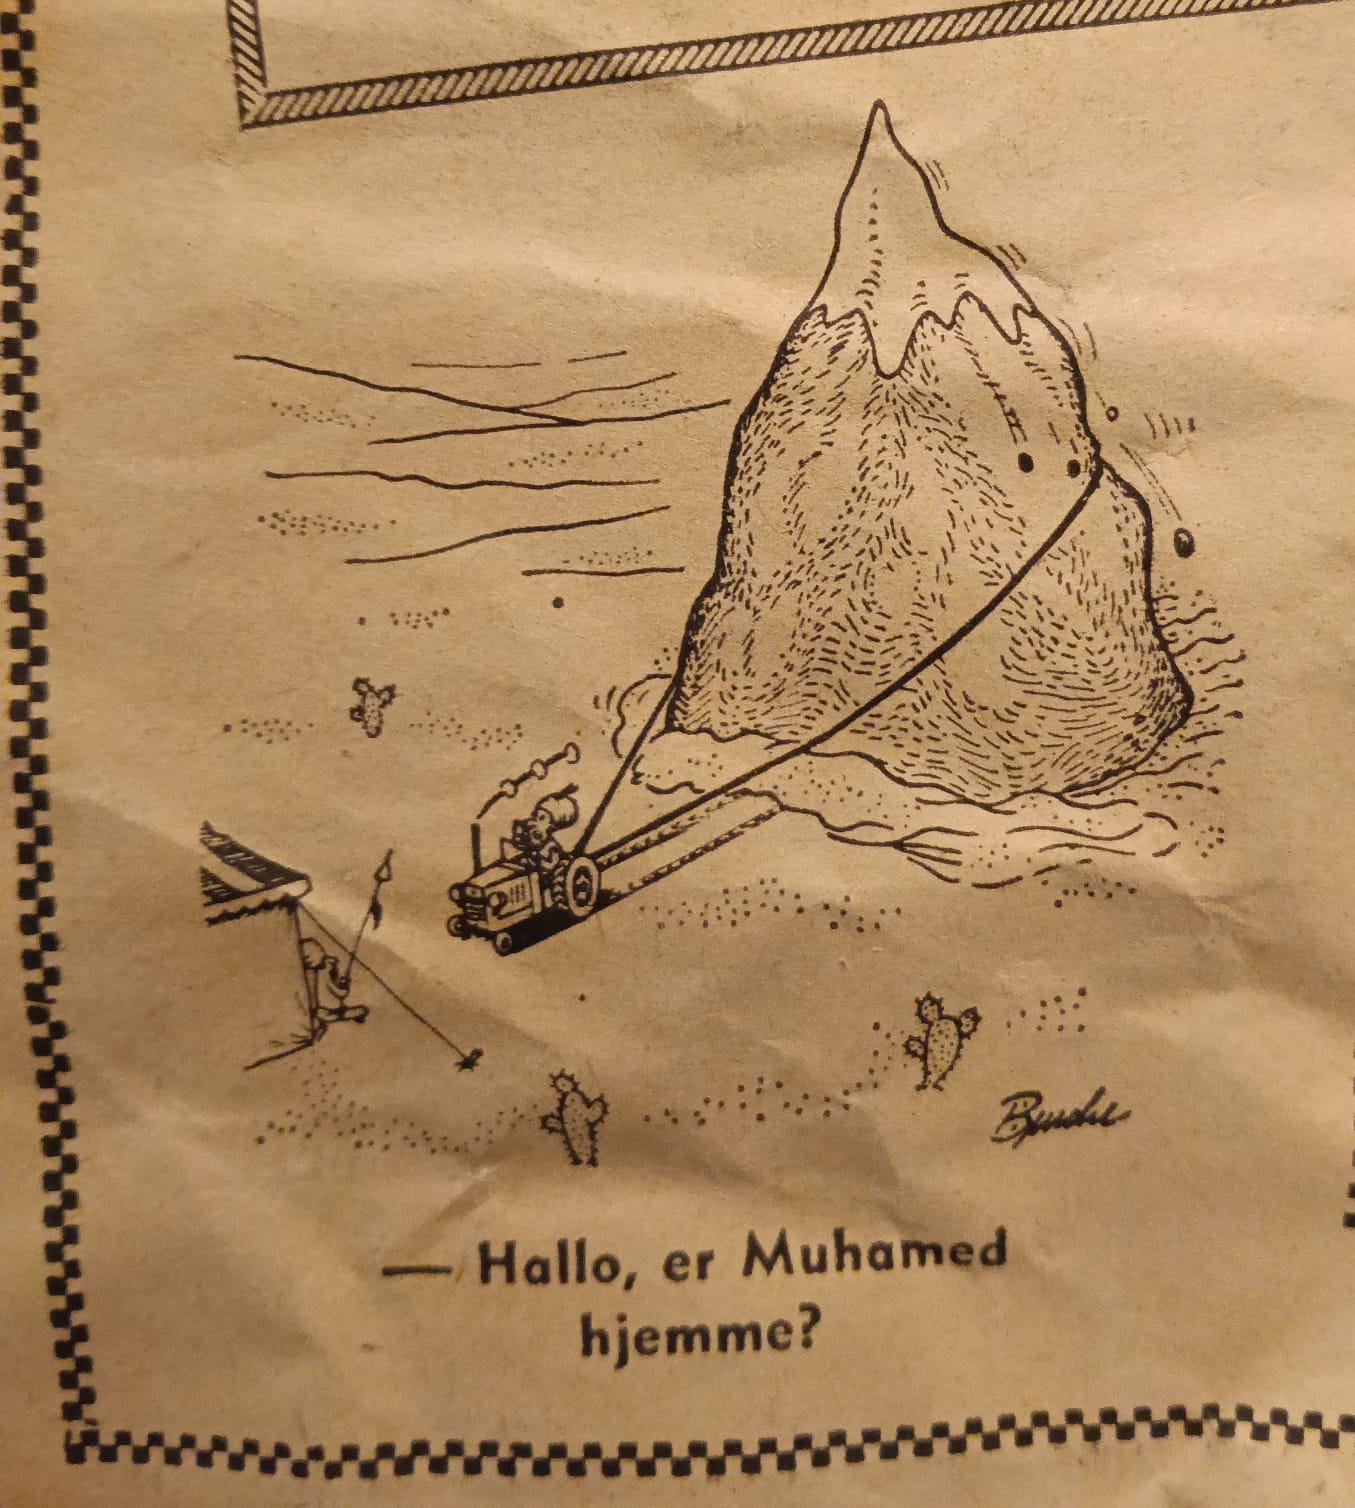 — Hallo, er Muhamed
hjemme?